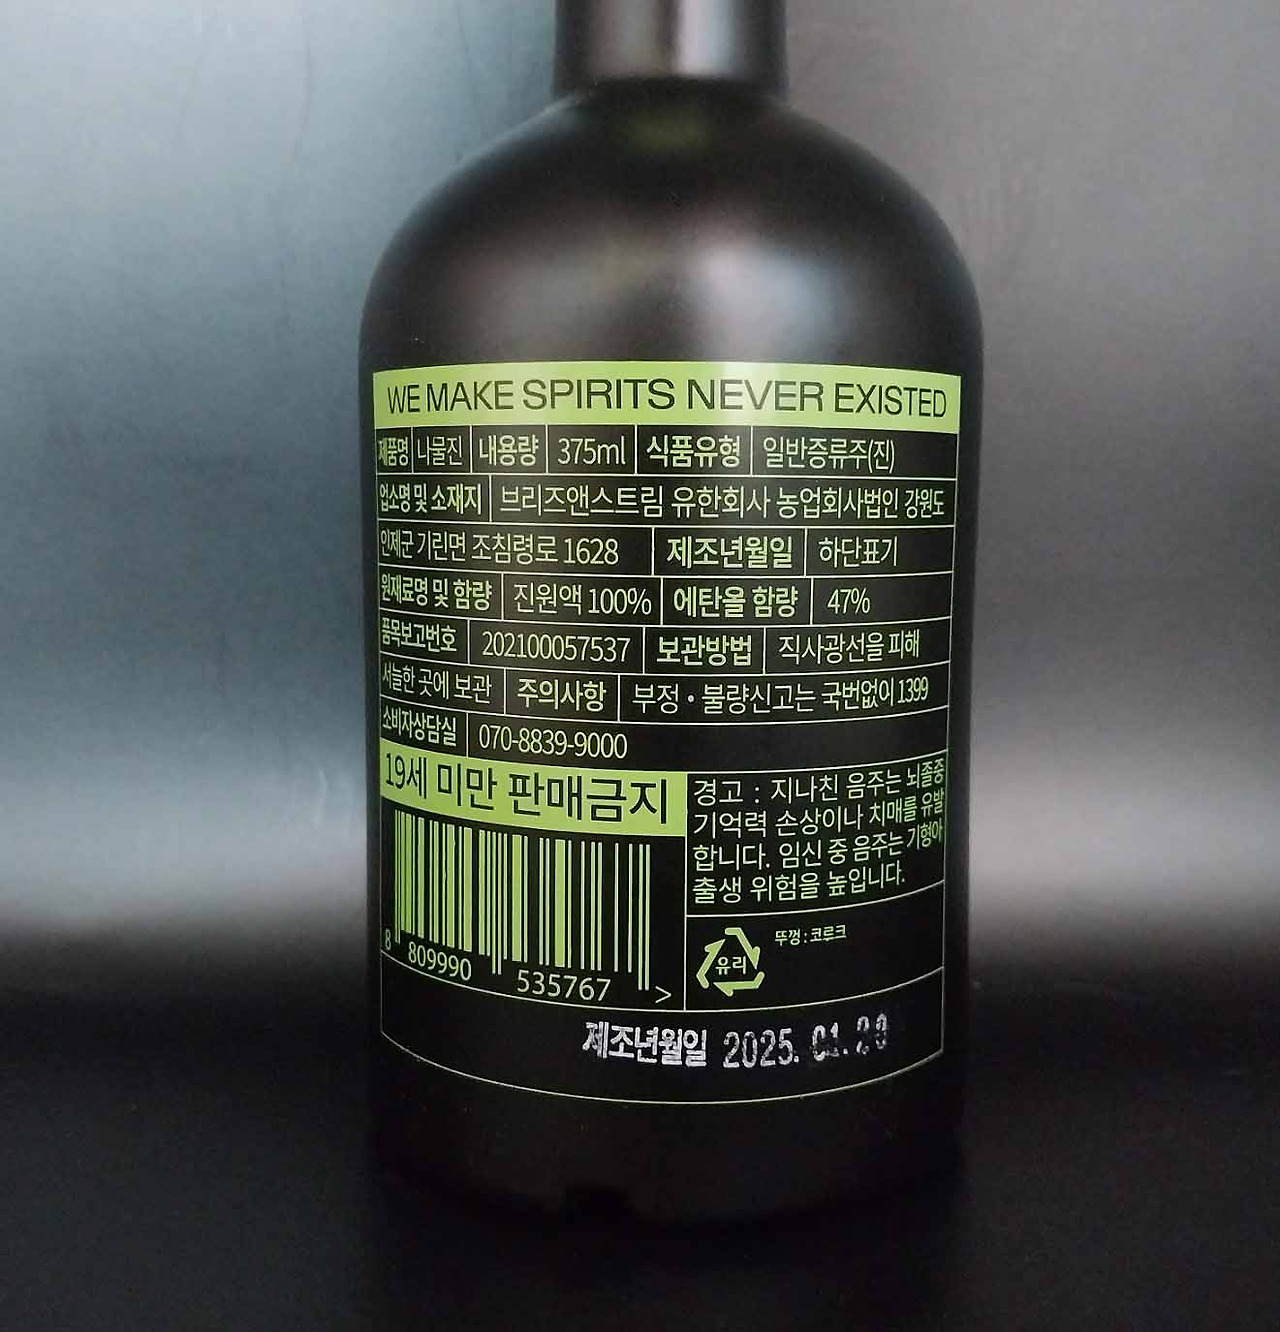 WE MAKE SPIRITS NEVER EXISTED
제품명 나물진 내용량 375ml 식품유형 일반증류주(진)
업소명 및 소재지 브리즈앤스트림 유한회사 농업회사법인 강원도
인제군 기린면 조침령로 1628 제조년월일 하단표기
원재료명 및 함량 진원액 100% 에탄올 함량 47%
품목보고번호 202100057537 보관방법 직사광선을 피해
서늘한 곳에 보관 주의사항 부정·불량신고는 국번없이 1399
소비자상담실 070-8839-9000
19세 미만 판매금지
경고 : 지나친 음주는 뇌졸중
기억력 손상이나 치매를 유발
합니다. 임신 중 음주는 기형아
출생 위험을 높입니다.
8 809990 535767 >
유리
뚜껑 : 코르크
제조년월일 2025. 01.